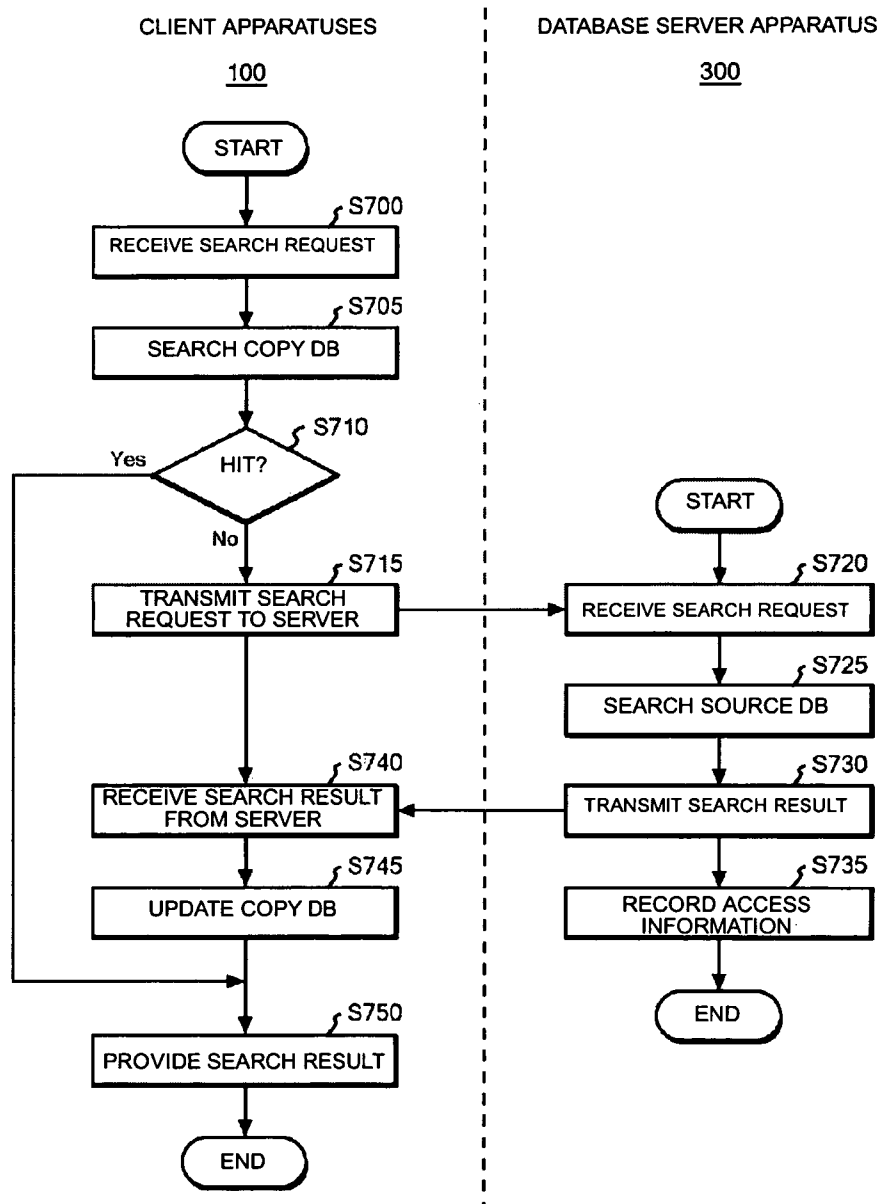 CLIENT APPARATUSES
100
START
S700
RECEIVE SEARCH REQUEST
S705
SEARCH COPY DB
S710
HIT?
Yes
No
S715
TRANSMIT SEARCH
REQUEST TO SERVER
S740
RECEIVE SEARCH RESULT
FROM SERVER
S745
UPDATE COPY DB
S750
PROVIDE SEARCH RESULT
END
DATABASE SERVER APPARATUS
300
START
S720
RECEIVE SEARCH REQUEST
S725
SEARCH SOURCE DB
S730
TRANSMIT SEARCH RESULT
S735
RECORD ACCESS
INFORMATION
END